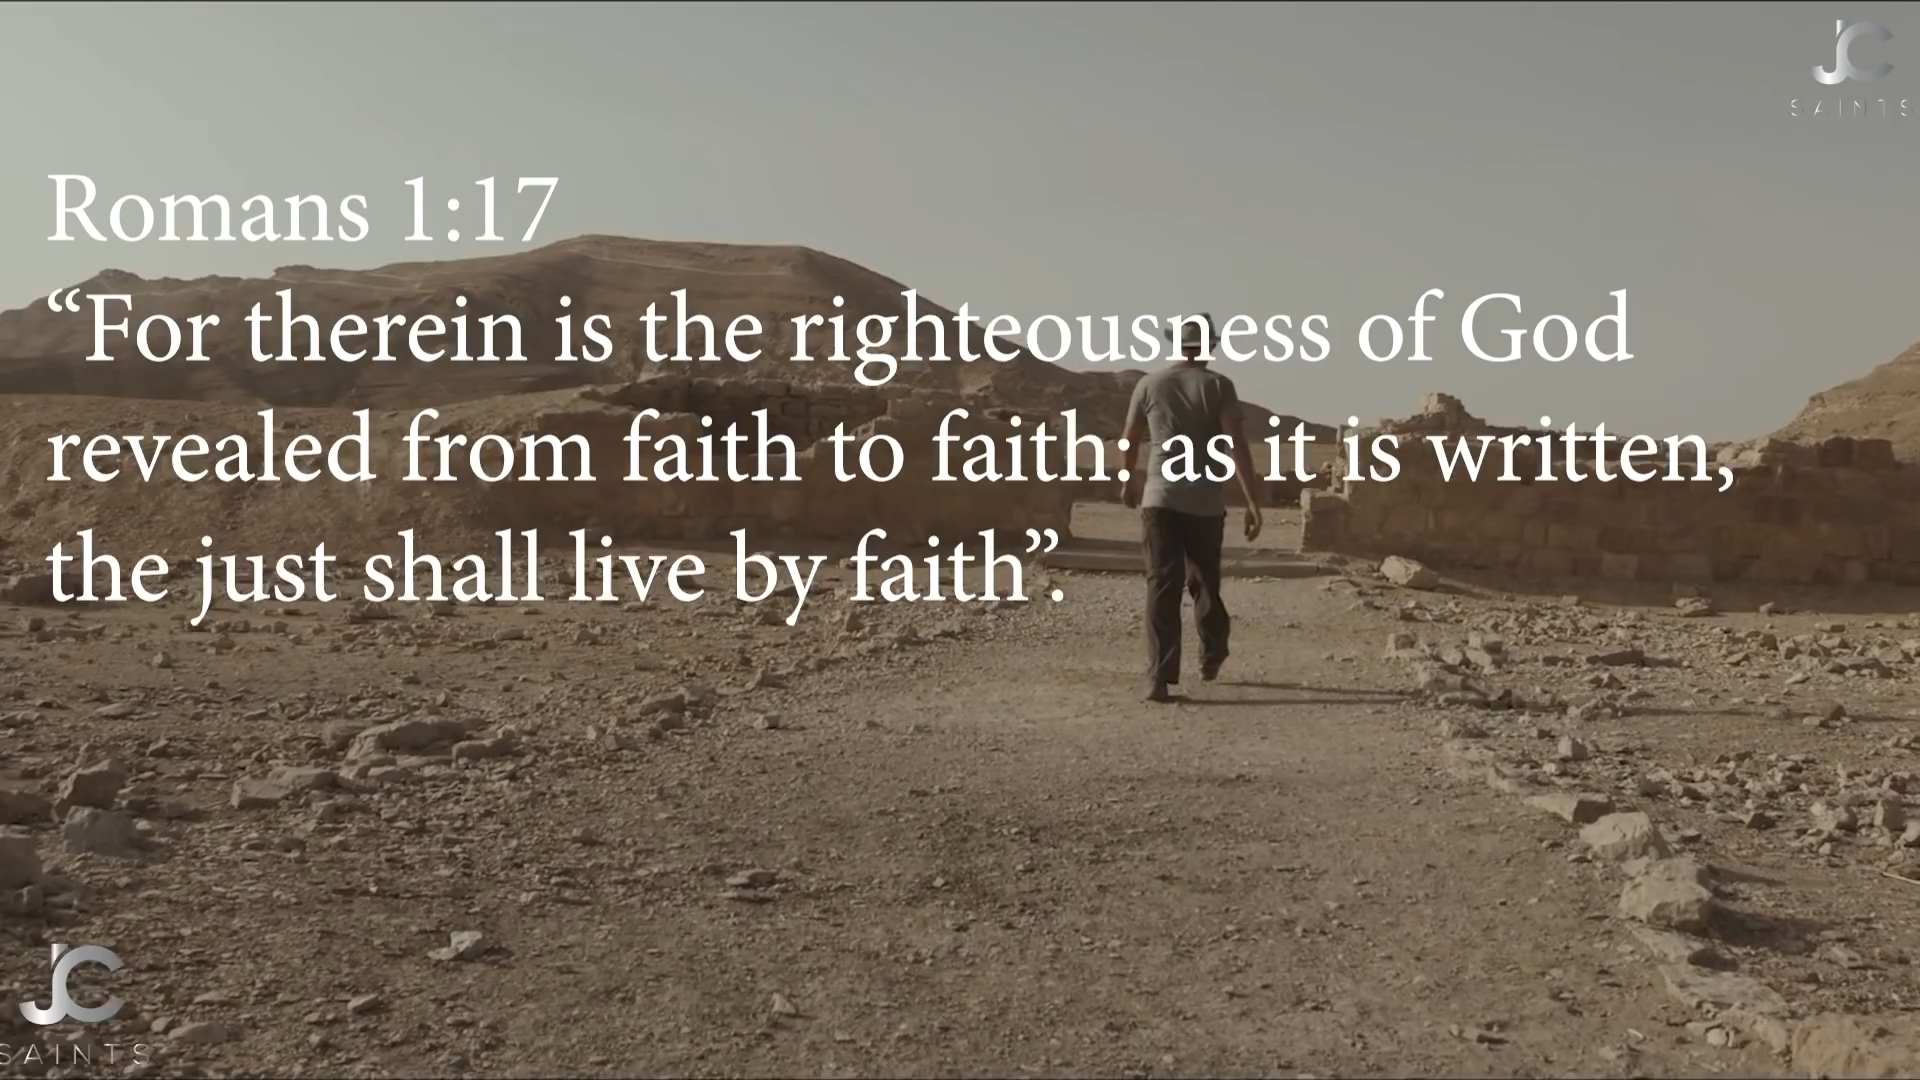 JC
SAINTS
Romans 1:17
“For therein is the righteousness of God
revealed from faith to faith: as it is written,
the just shall live by faith”.
JC
SAINTS